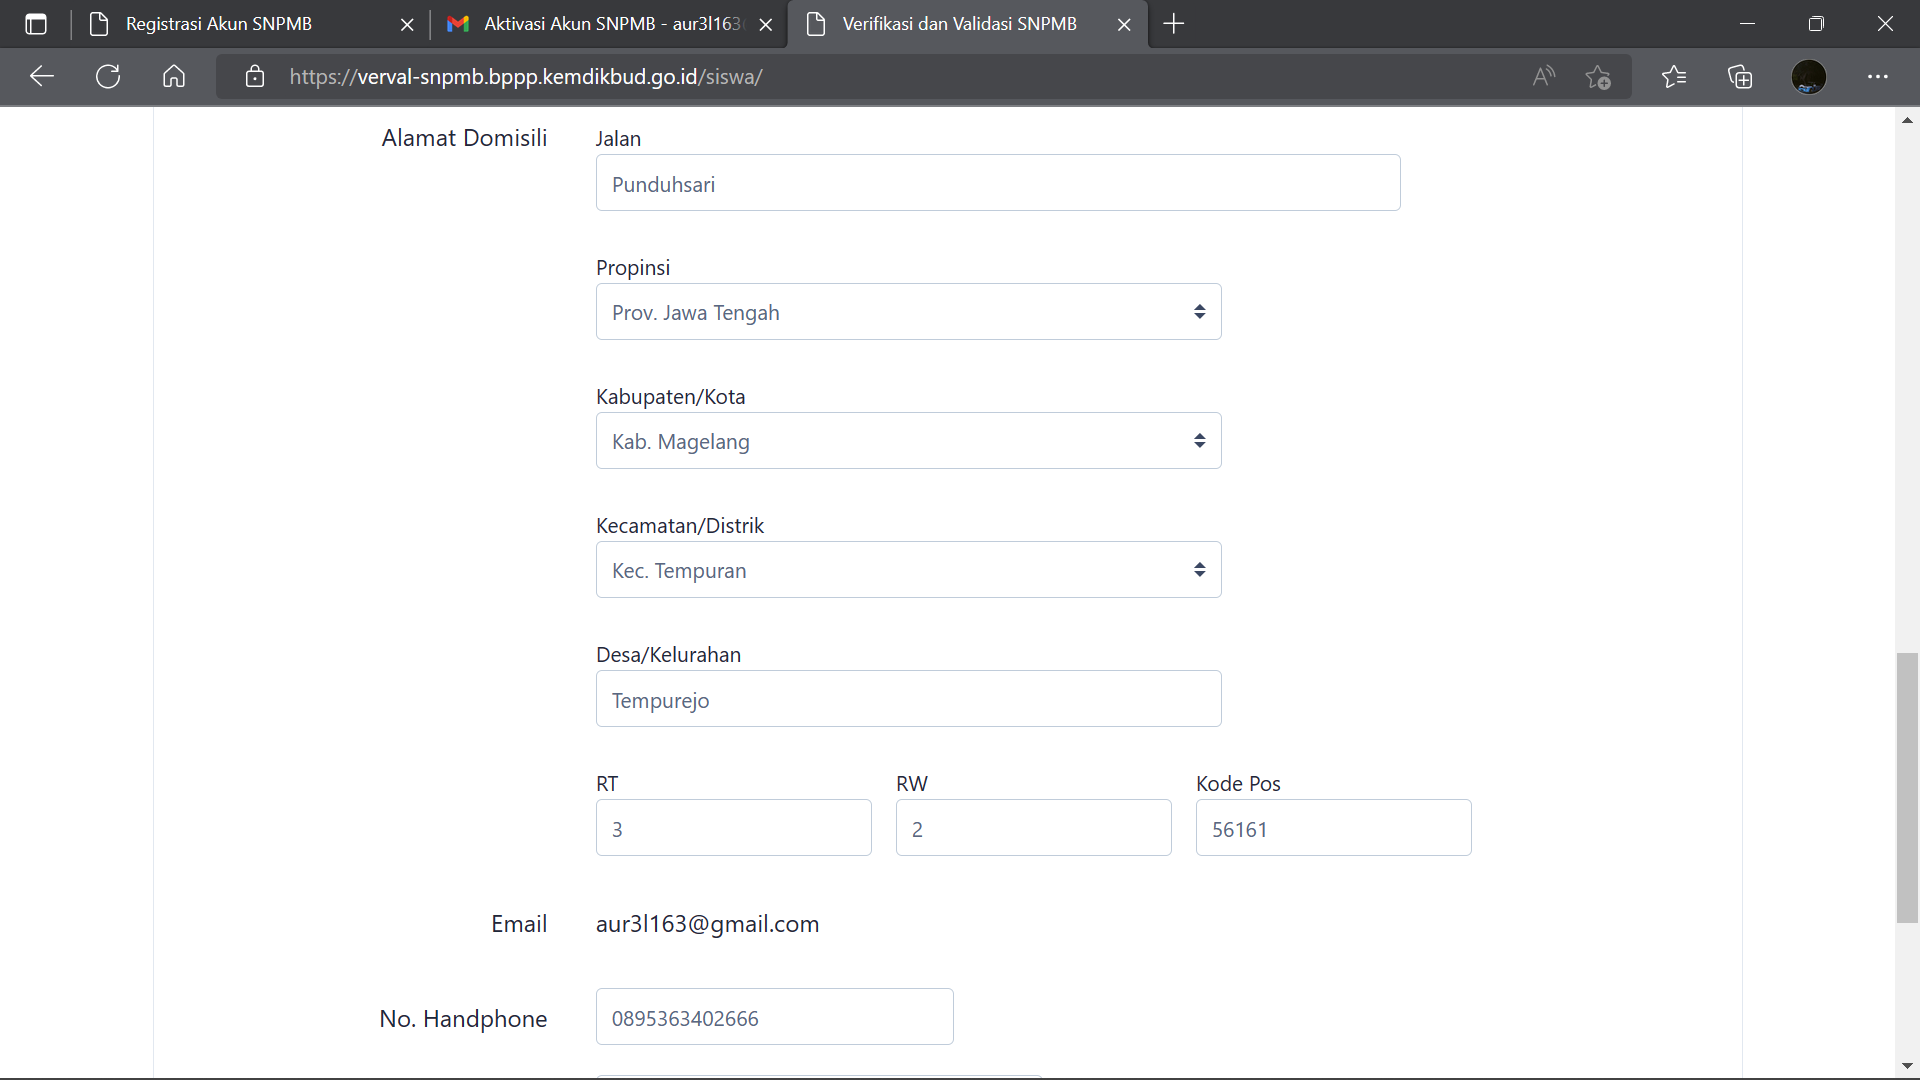 Registrasi Akun SNPMB
Aktivasi Akun SNPMB - aur3l163
Verifikasi dan Validasi SNPMB
https://verval-snpmb.bppp.kemdikbud.go.id/siswa/
Alamat Domisili
Jalan
Punduhsari
Propinsi
Prov. Jawa Tengah
Kabupaten/Kota
Kab. Magelang
Kecamatan/Distrik
Kec. Tempuran
Desa/Kelurahan
Tempurejo
RT RW Kode Pos
3 2 56161
Email aur3l163@gmail.com
No. Handphone 0895363402666